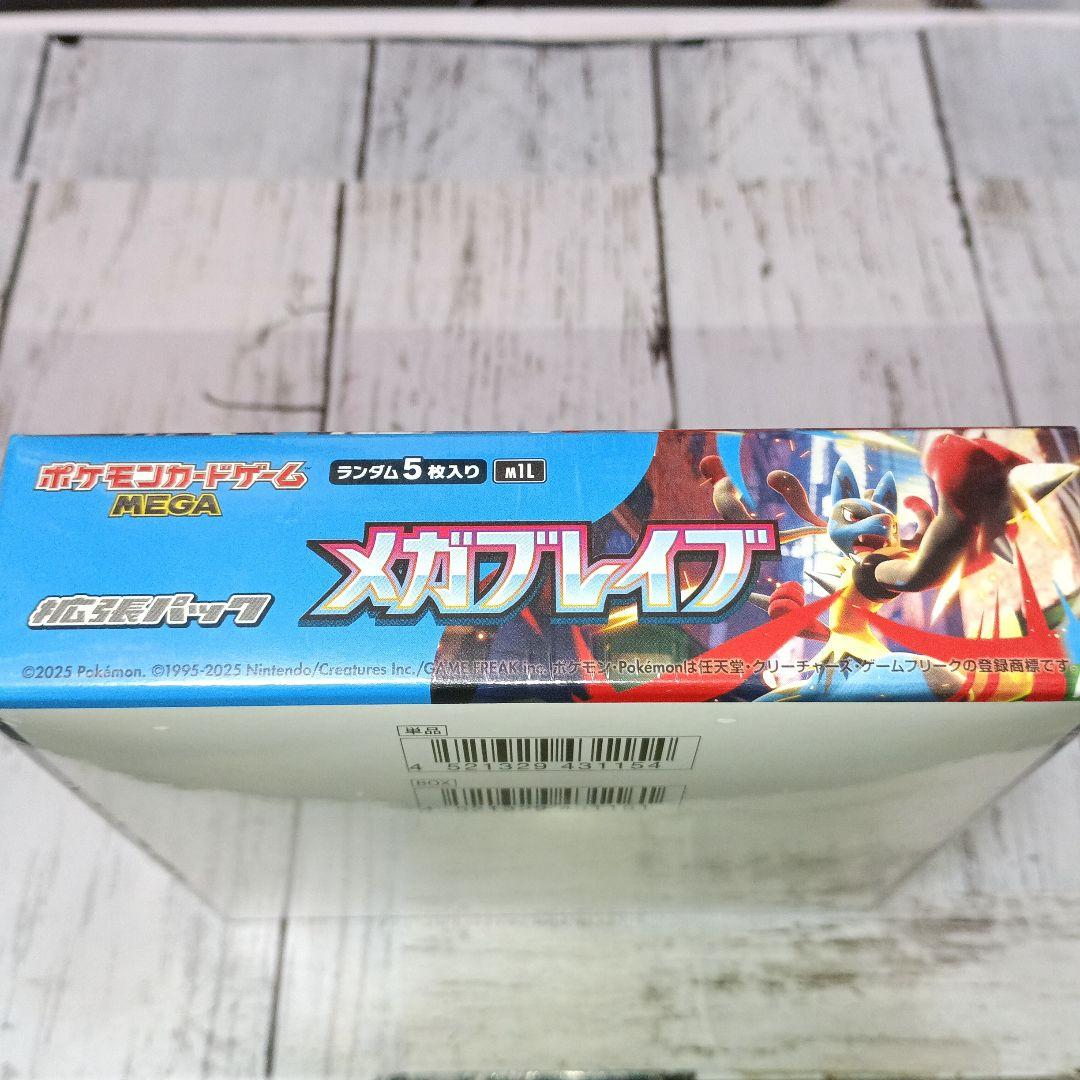 ポケモンカードゲーム
MEGA
ランダム5枚入り
M1L
メガブレイブ
拡張パック
©2025 Pokémon. ©1995-2025 Nintendo/Creatures Inc./GAME FREAK inc. ポケモン・Pokémonは任天堂・クリーチャーズ・ゲームフリークの登録商標です。
単品
4 521329 431154
BOX